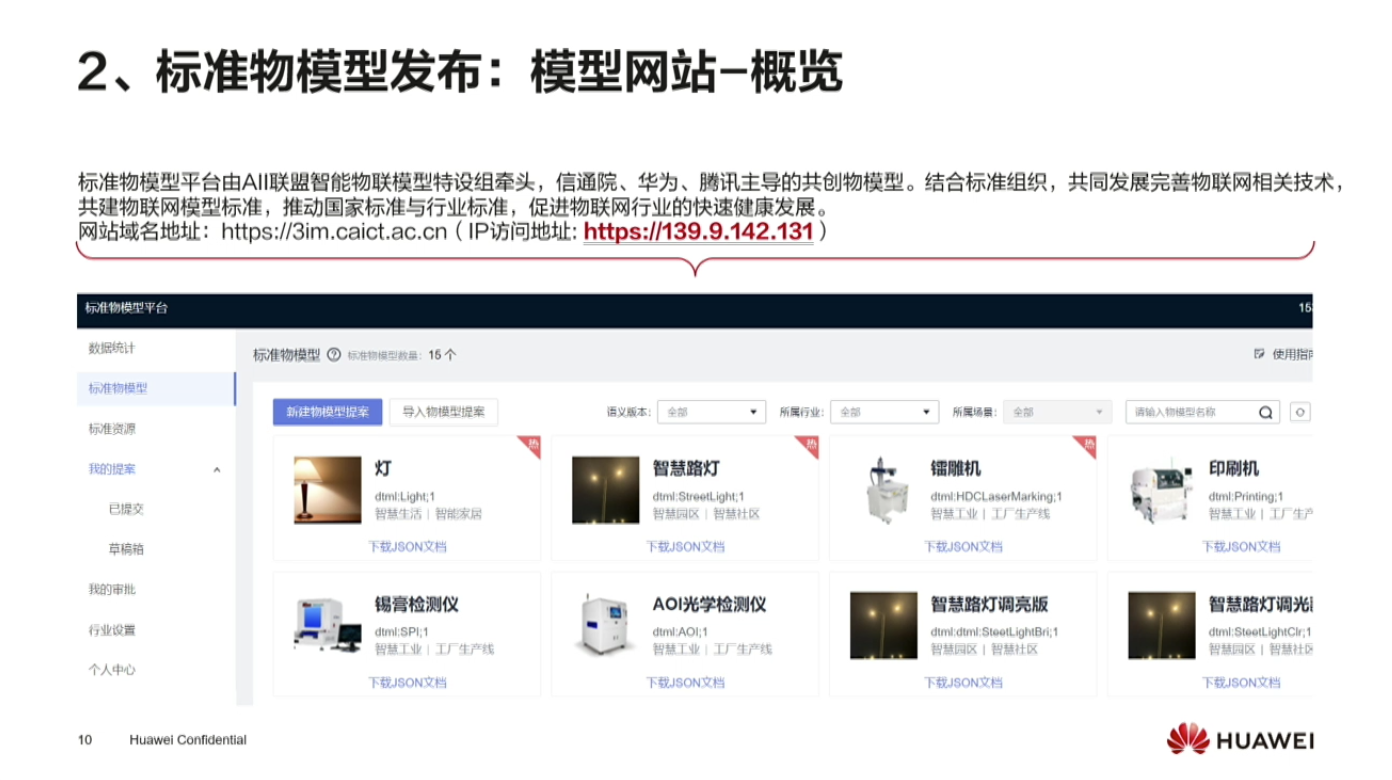 2、标准物模型发布：模型网站-概览
标准物模型平台由AII联盟智能物联模型特设组牵头，信通院、华为、腾讯主导的共创物模型。结合标准组织，共同发展完善物联网相关技术，
共建物联网模型标准，推动国家标准与行业标准，促进物联网行业的快速健康发展。
网站域名地址：https://3im.caict.ac.cn（IP访问地址: https://139.9.142.131）
标准物模型平台 15
数据统计
标准物模型
标准资源
我的提案
已提交
草稿箱
我的审批
行业设置
个人中心
标准物模型 ? 标准物模型数量：15 个 使用指
新建物模型提案 导入物模型提案 语义版本: 全部 所属行业: 全部 所属场景: 全部 请输入物模型名称
热
灯
dtml:Light;1
智慧生活 | 智能家居
下载JSON文档
热
智慧路灯
dtml:StreetLight;1
智慧园区 | 智慧社区
下载JSON文档
热
镭雕机
dtml:HDCLaserMarking;1
智慧工业 | 工厂生产线
下载JSON文档
印刷机
dtml:Printing;1
智慧工业 | 工厂生产
下载JSON文档
锡膏检测仪
dtml:SPI;1
智慧工业 | 工厂生产线
下载JSON文档
AOI光学检测仪
dtml:AOI;1
智慧工业 | 工厂生产线
下载JSON文档
智慧路灯调亮版
dtml:dtml:SteetLightBri;1
智慧园区 | 智慧社区
下载JSON文档
智慧路灯调光
dtml:SteetLightClr;1
智慧园区 | 智慧社区
下载JSON文档
10 Huawei Confidential
HUAWEI